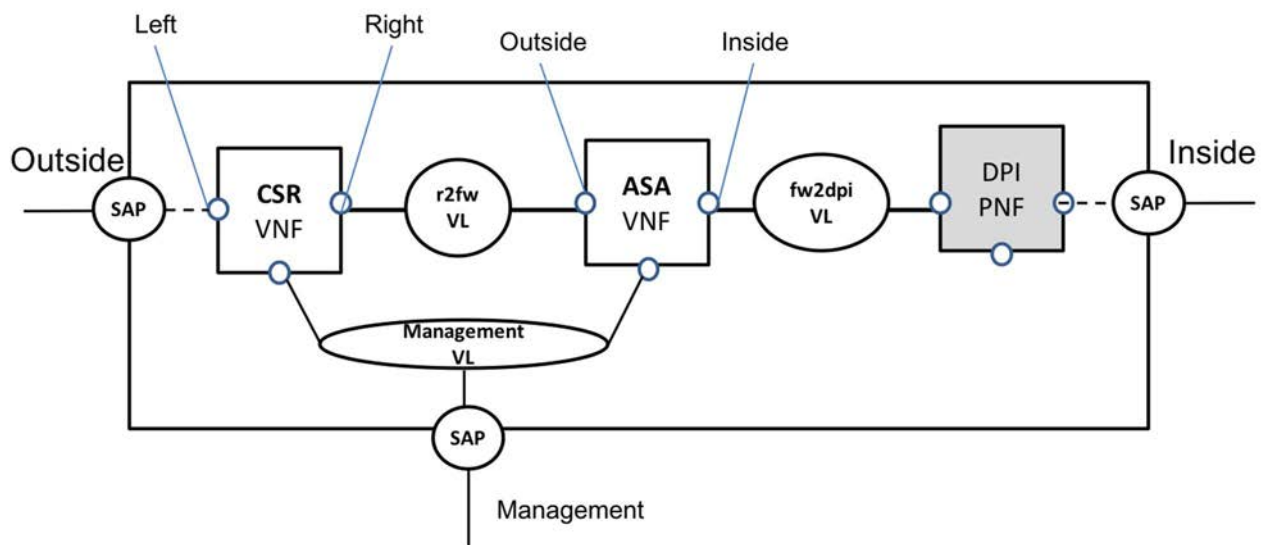 Left
Right
Outside
Inside
Outside
Inside
SAP
CSR
VNF
r2fw
VL
ASA
VNF
fw2dpi
VL
DPI
PNF
SAP
Management
VL
SAP
Management